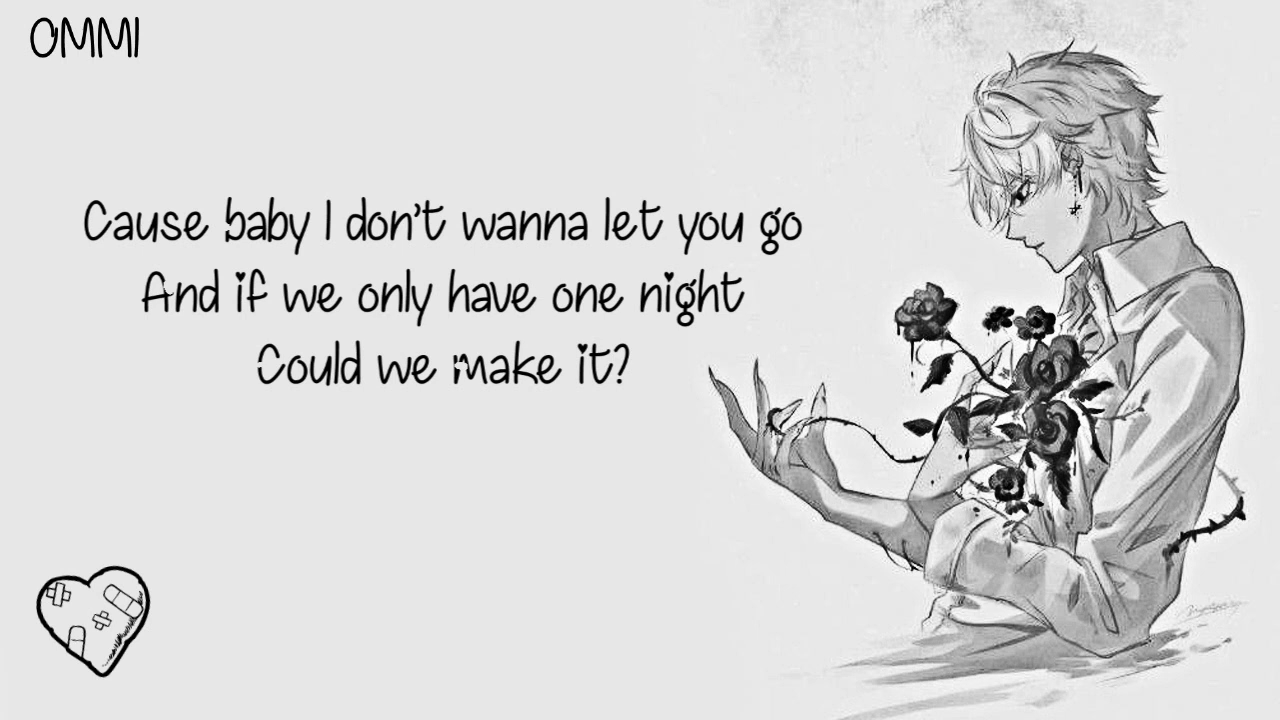 OMMI
Cause baby I don't wanna let you go
And if we only have one night
Could we make it?